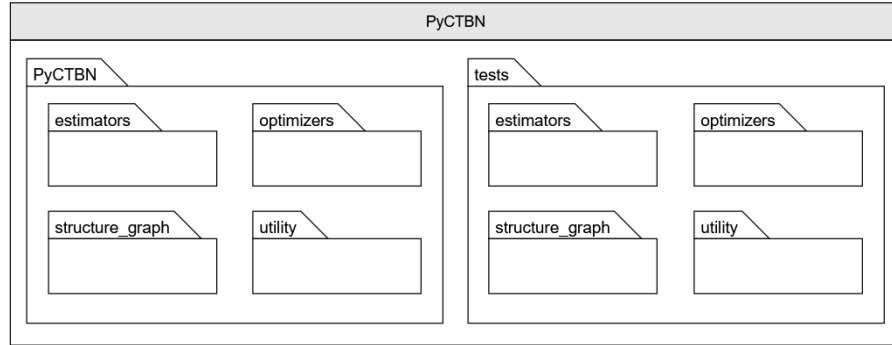 PyCTBN
PyCTBN
estimators
optimizers
structure_graph
utility
tests
estimators
optimizers
structure_graph
utility